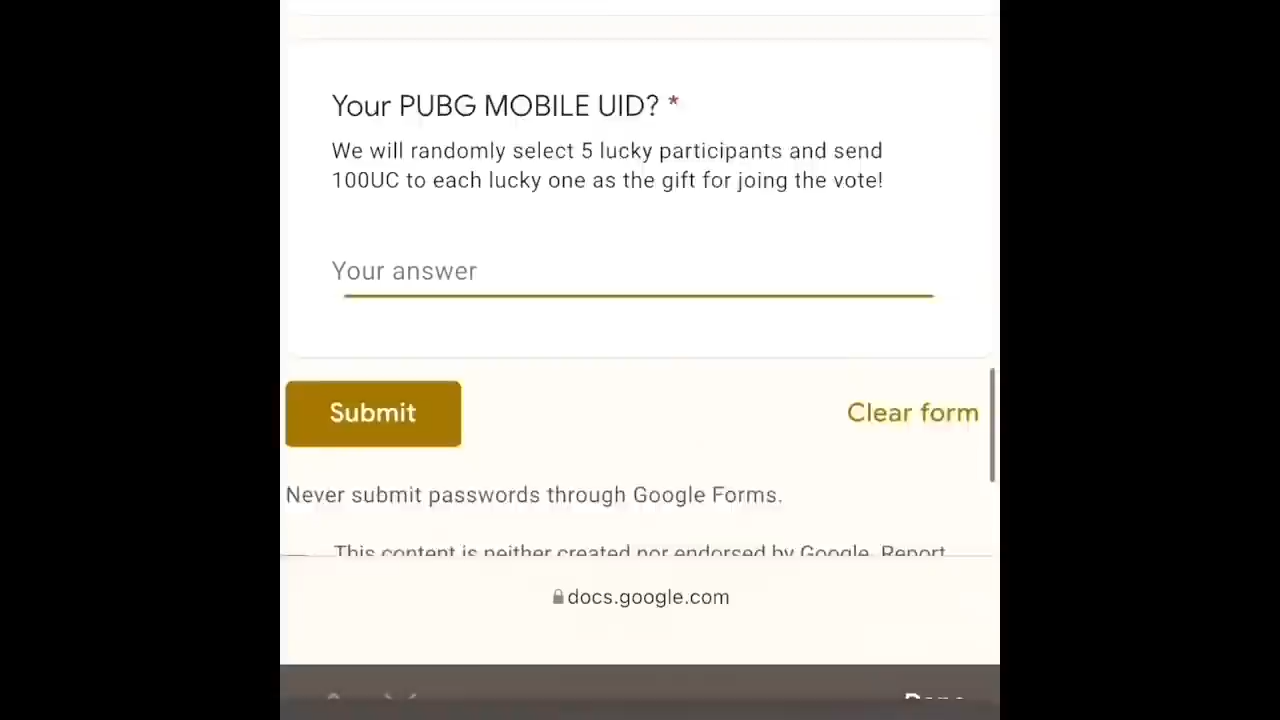 Your PUBG MOBILE UID? *
We will randomly select 5 lucky participants and send
100UC to each lucky one as the gift for joing the vote!
Your answer
Submit
Clear form
Never submit passwords through Google Forms.
This content is neither created nor endorsed by Google. Report
docs.google.com
Done